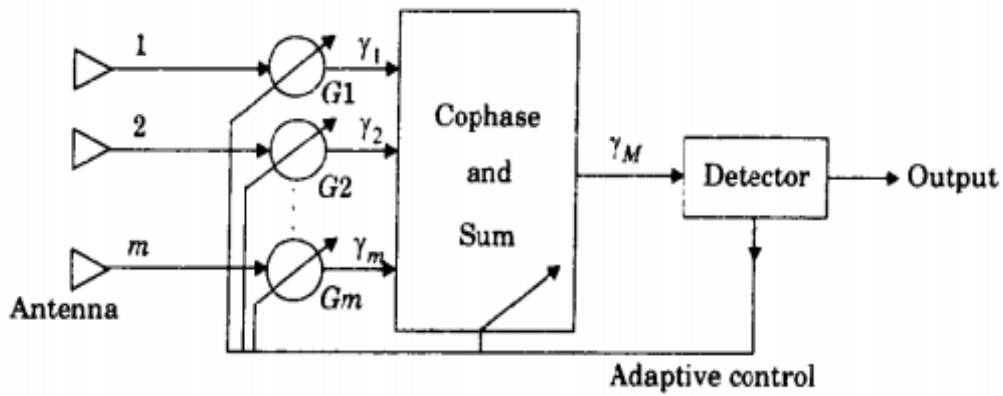 1
γ1
G1
2
γ2
G2
m
γm
Gm
Antenna
Cophase
and
Sum
γM
Detector
Output
Adaptive control